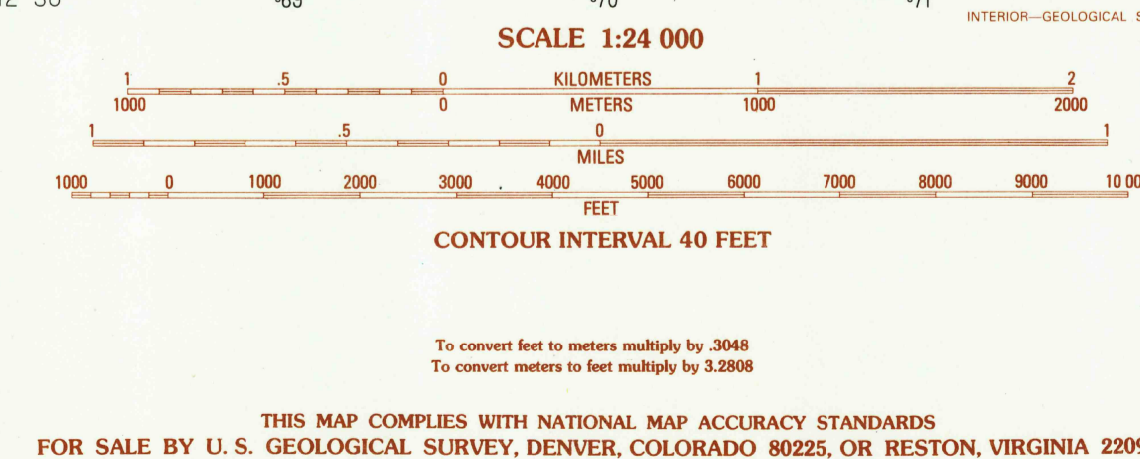 INTERIOR—GEOLOGICAL
SCALE 1:24 000
1 .5 0 KILOMETERS 1 2
1000 0 METERS 1000 2000
1 .5 0 1
MILES
1000 0 1000 2000 3000 4000 5000 6000 7000 8000 9000 10 00
FEET
CONTOUR INTERVAL 40 FEET
To convert feet to meters multiply by .3048
To convert meters to feet multiply by 3.2808
THIS MAP COMPLIES WITH NATIONAL MAP ACCURACY STANDARDS
FOR SALE BY U. S. GEOLOGICAL SURVEY, DENVER, COLORADO 80225, OR RESTON, VIRGINIA